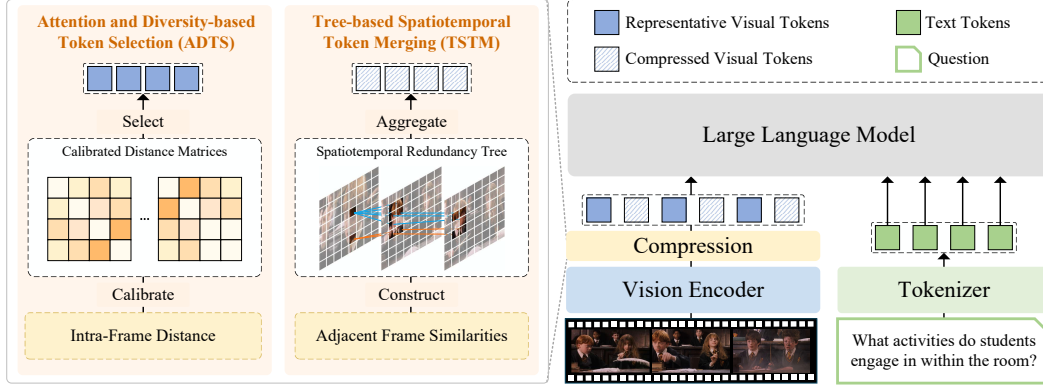 Attention and Diversity-based
Token Selection (ADTS)
Select
Calibrated Distance Matrices
...
Calibrate
Intra-Frame Distance
Tree-based Spatiotemporal
Token Merging (TSTM)
Aggregate
Spatiotemporal Redundancy Tree
Construct
Adjacent Frame Similarities
Representative Visual Tokens
Text Tokens
Compressed Visual Tokens
Question
Large Language Model
Compression
Vision Encoder
Tokenizer
What activities do students
engage in within the room?